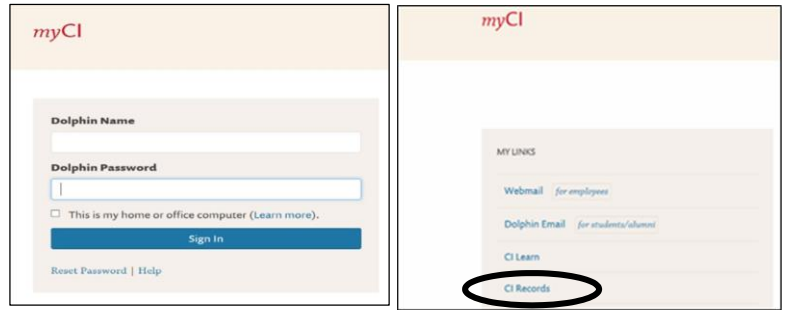 myCI
Dolphin Name
Dolphin Password
This is my home or office computer (Learn more).
Sign In
Reset Password | Help
myCI
MY LINKS
Webmail for employees
Dolphin Email for students/alumni
CI Learn
CI Records